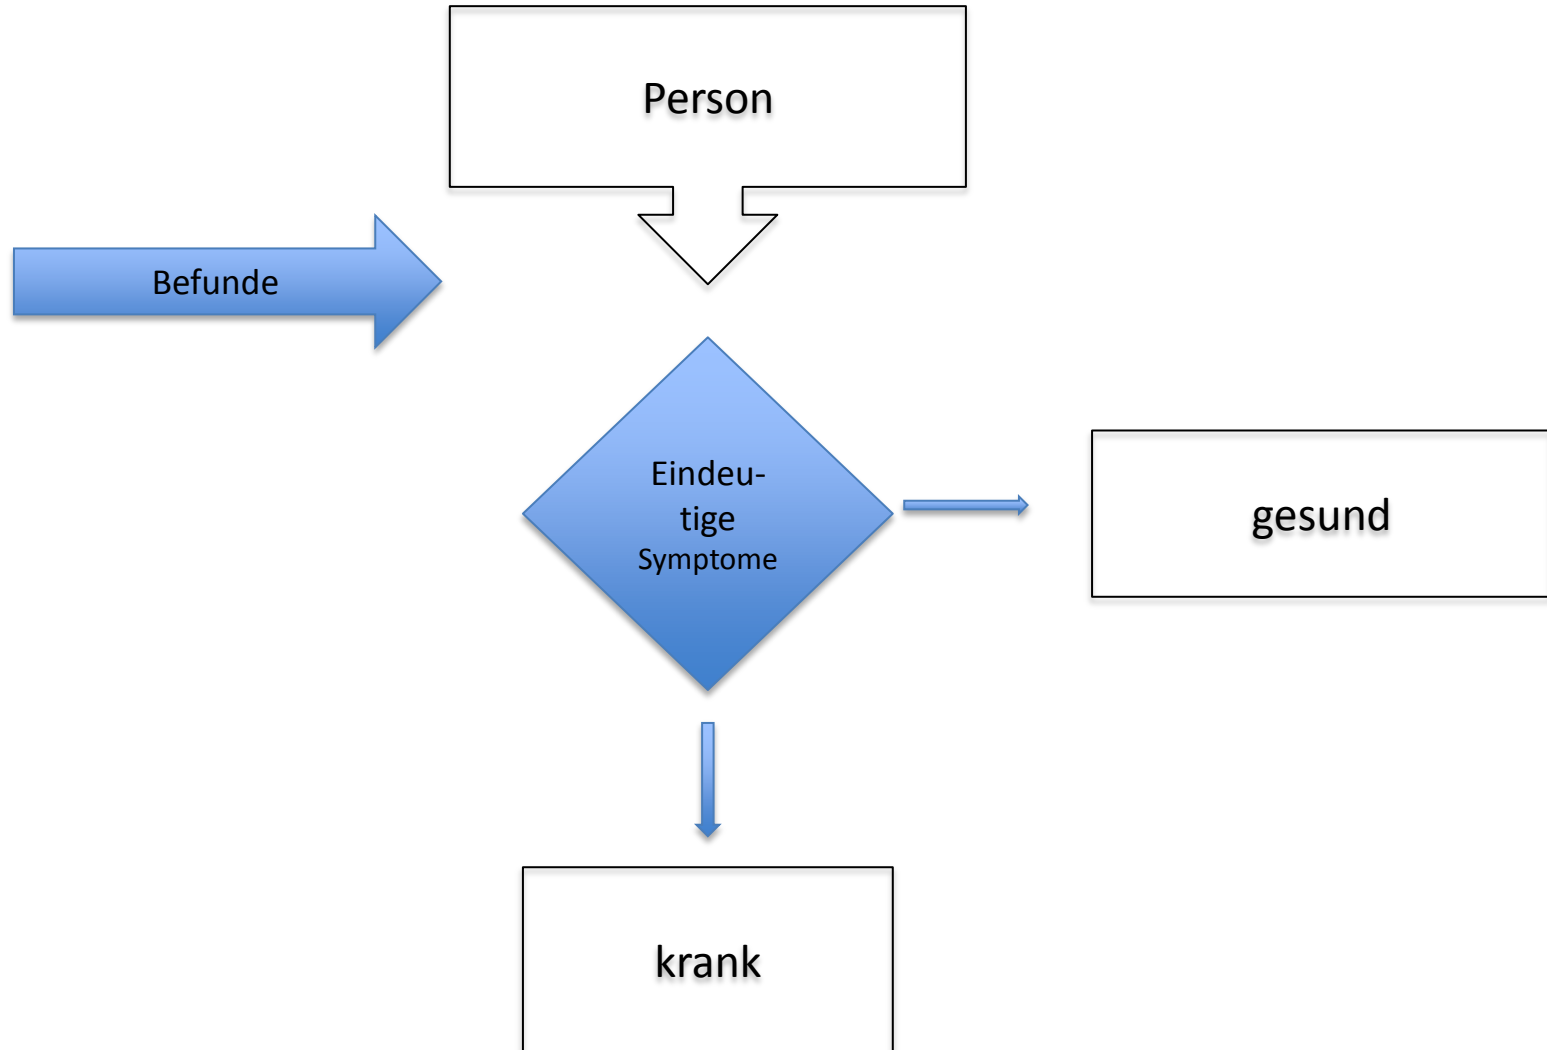 Person
Befunde
Eindeu-
tige
Symptome
gesund
krank